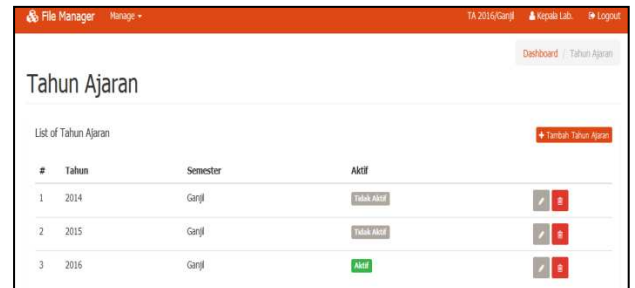 File Manager Manage TA 2016/Ganjil Kepala Lab. Logout
Dashboard / Tahun Ajaran
Tahun Ajaran
List of Tahun Ajaran + Tambah Tahun Ajaran
# Tahun Semester Aktif
1 2014 Ganjil Tidak Aktif
2 2015 Ganjil Tidak Aktif
3 2016 Ganjil Aktif